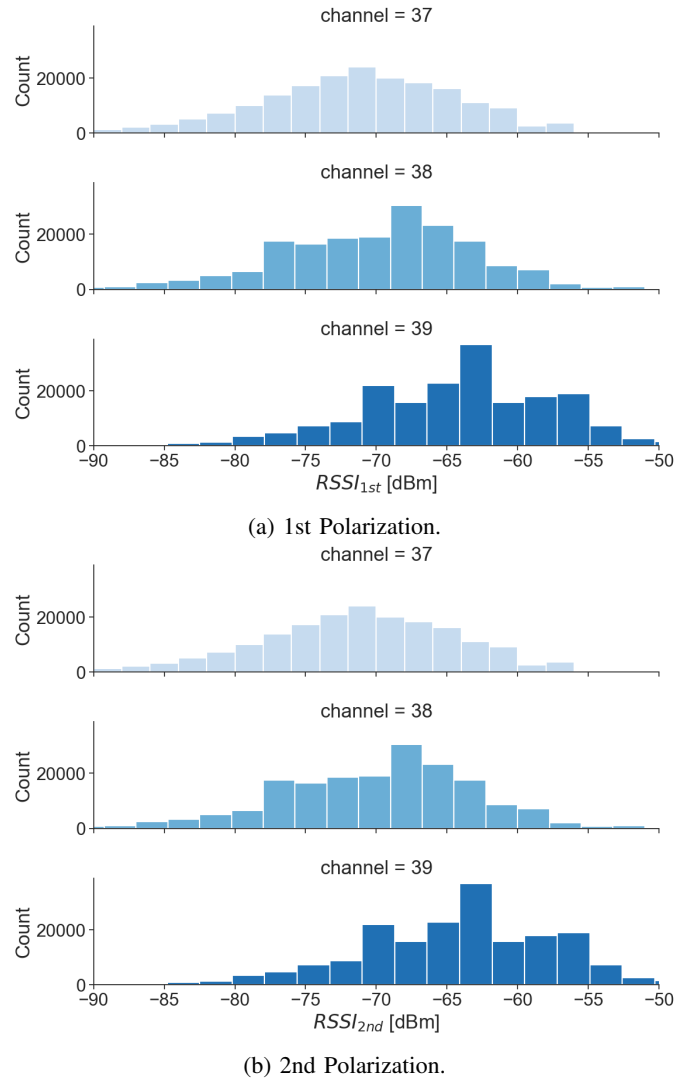 channel = 37
Count
20000
0
channel = 38
Count
20000
0
channel = 39
Count
20000
0
−90 −85 −80 −75 −70 −65 −60 −55 −50
RSSI1st [dBm]
(a) 1st Polarization.
channel = 37
Count
20000
0
channel = 38
Count
20000
0
channel = 39
Count
20000
0
−90 −85 −80 −75 −70 −65 −60 −55 −50
RSSI2nd [dBm]
(b) 2nd Polarization.